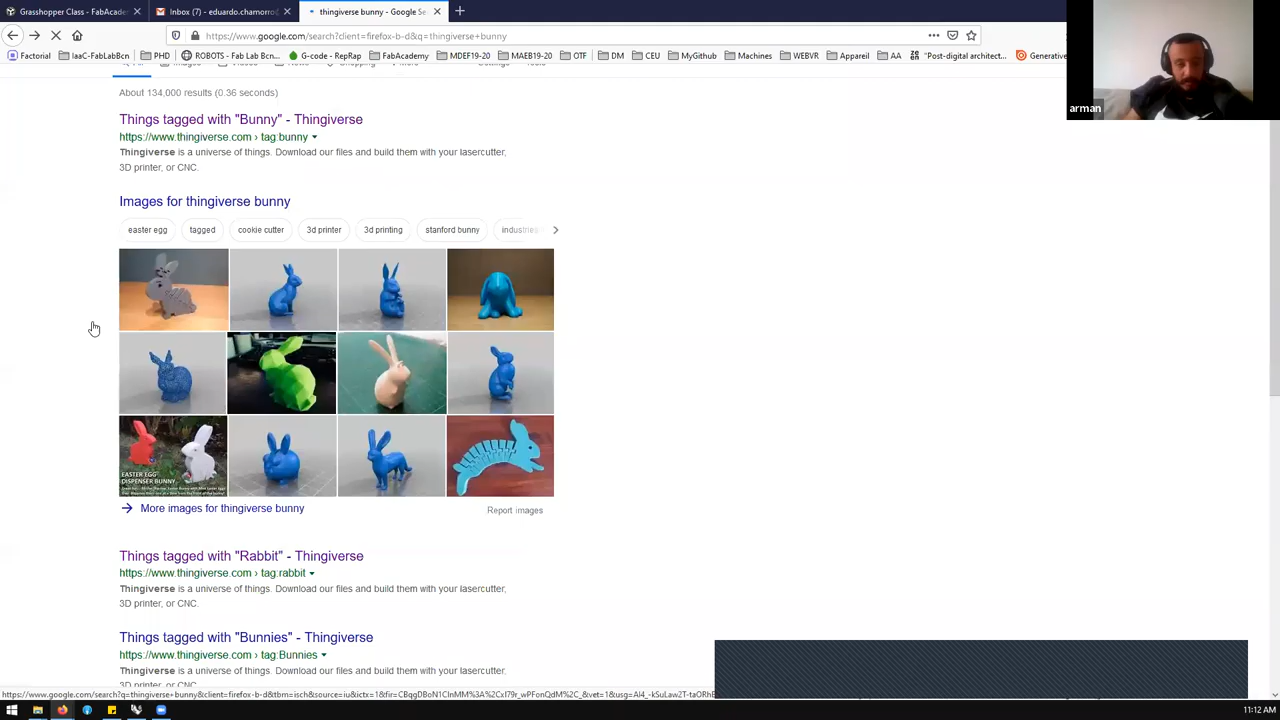 Grasshopper Class - FabAcadem
Inbox (7) - eduardo.chamorro@
thingiverse bunny - Google Se
https://www.google.com/search?client=firefox-b-d&q=thingiverse+bunny
Factorial
IaaC-FabLabBcn
PHD
ROBOTS - Fab Lab Bcn...
G-code - RepRap
FabAcademy
MDEF19-20
MAEB19-20
OTF
DM
CEU
MyGithub
Machines
WEBVR
Appareil
AA
"Post-digital architect...
Generative
arman
About 134,000 results (0.36 seconds)
Things tagged with "Bunny" - Thingiverse
https://www.thingiverse.com › tag:bunny
Thingiverse is a universe of things. Download our files and build them with your lasercutter,
3D printer, or CNC.
Images for thingiverse bunny
easter egg
tagged
cookie cutter
3d printer
3d printing
stanford bunny
industries
EASTER EGG
DISPENSER BUNNY
More images for thingiverse bunny
Report images
Things tagged with "Rabbit" - Thingiverse
https://www.thingiverse.com › tag:rabbit
Thingiverse is a universe of things. Download our files and build them with your lasercutter,
3D printer, or CNC.
Things tagged with "Bunnies" - Thingiverse
https://www.thingiverse.com › tag:Bunnies
Thingiverse is a universe of things. Download our files and build them with your lasercutter,
3D printer, or CNC.
11:12 AM